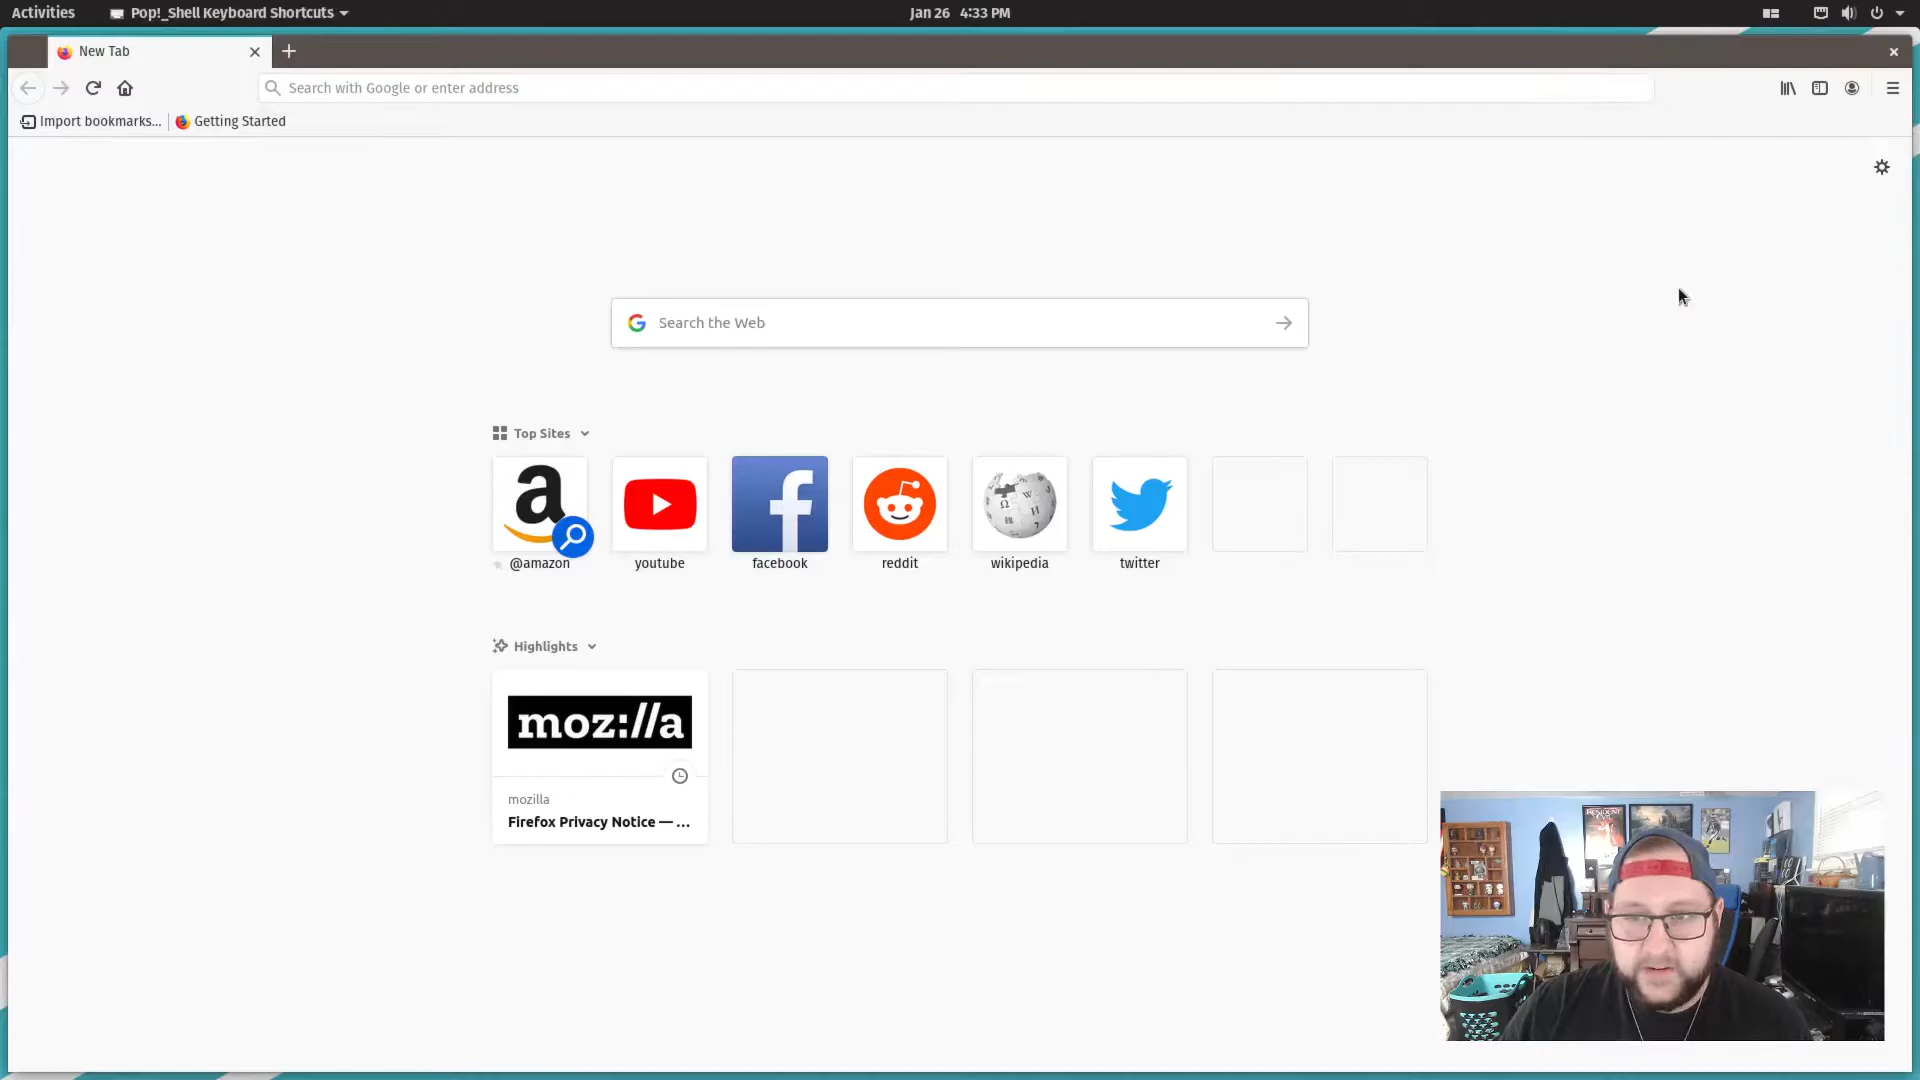 Activities
Pop!_Shell Keyboard Shortcuts
Jan 26 4:33 PM
New Tab
Search with Google or enter address
Import bookmarks...
Getting Started
Search the Web
Top Sites
@amazon
youtube
facebook
reddit
wikipedia
twitter
Highlights
moz://a
mozilla
Firefox Privacy Notice — ...
RESIDENT EVIL